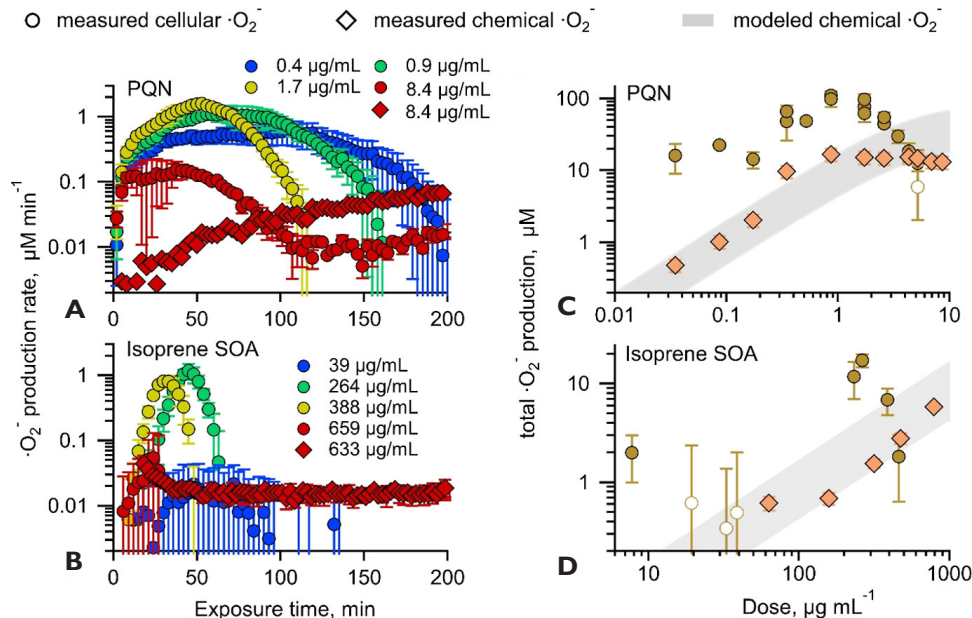 measured cellular ·O₂⁻ measured chemical ·O₂⁻ modeled chemical ·O₂⁻
PQN
0.4 µg/mL 0.9 µg/mL
1.7 µg/mL 8.4 µg/mL
8.4 µg/mL
1
0.1
0.01
A
0 50 100 150 200
Isoprene SOA
39 µg/mL
264 µg/mL
388 µg/mL
659 µg/mL
633 µg/mL
1
0.1
0.01
B
0 50 100 150 200
Exposure time, min
·O₂⁻ production rate, µM min⁻¹
PQN
100
10
1
C
0.01 0.1 1 10
Isoprene SOA
10
1
D
10 100 1000
Dose, µg mL⁻¹
total ·O₂⁻ production, µM